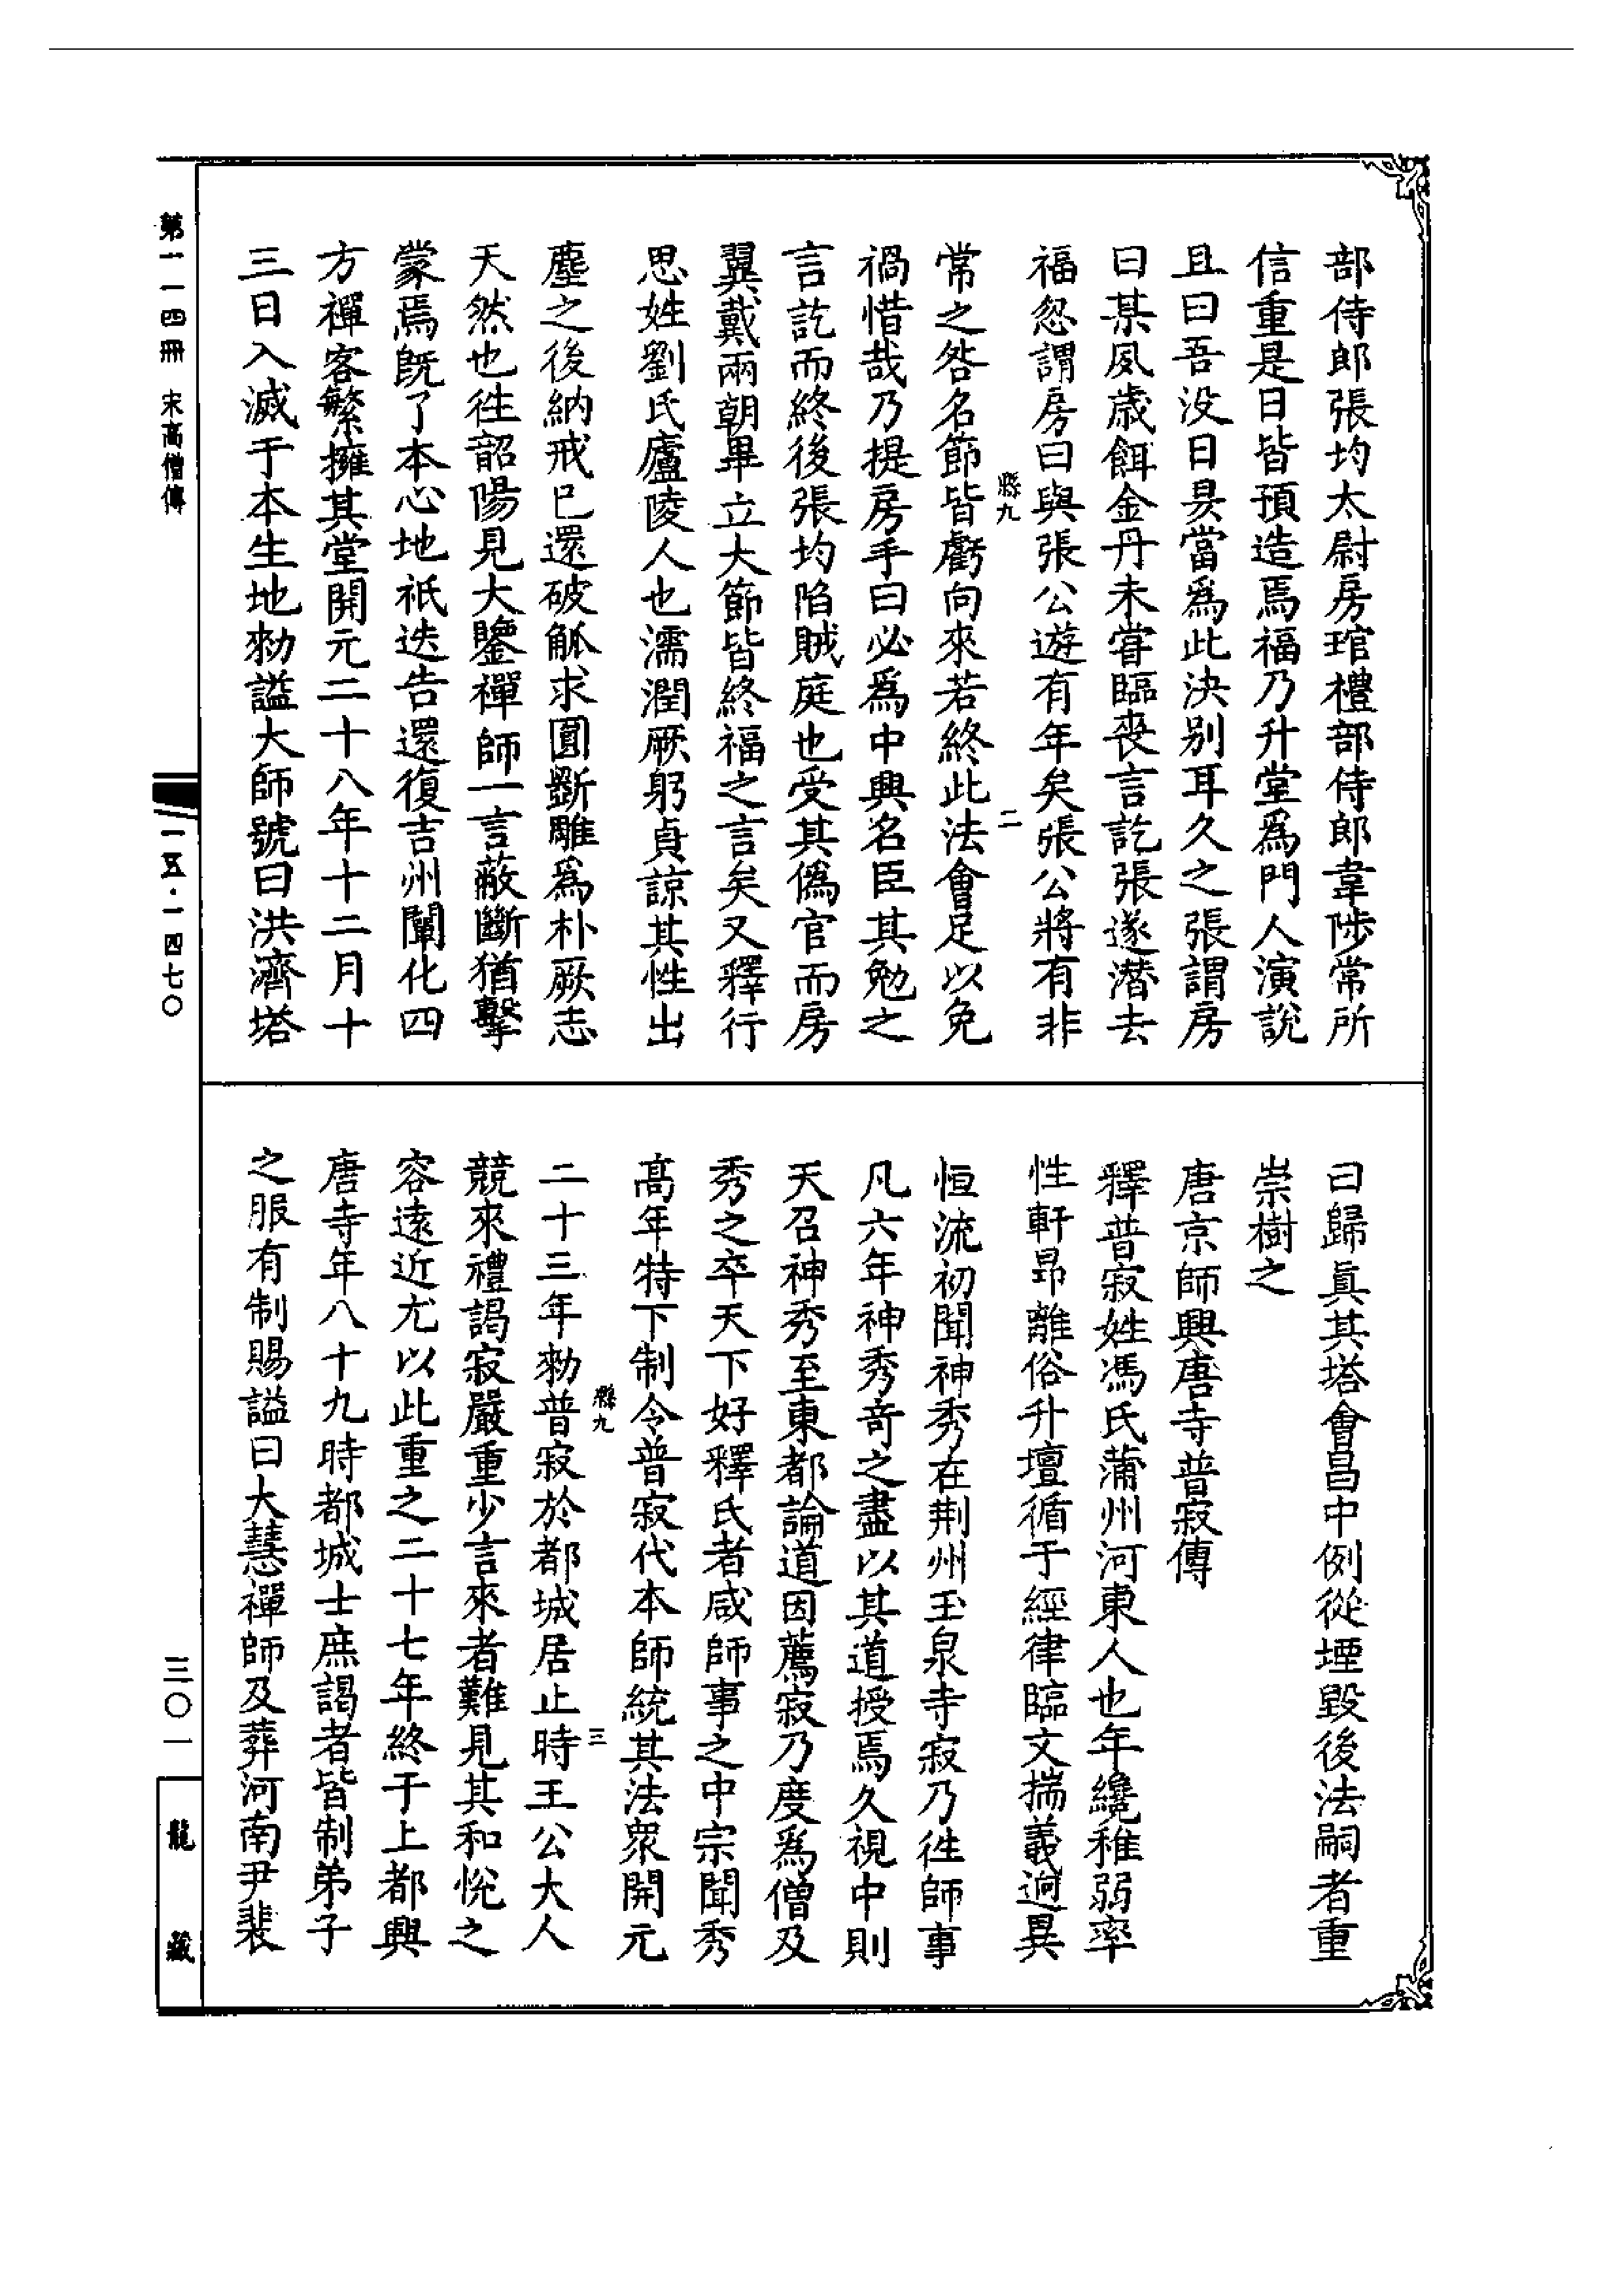 部侍郎張均太尉房琯禮部侍郎韋陟常所
信重是日皆預造焉福乃升堂爲門人演說
且曰吾没日昃當爲此決别耳久之張謂房
曰某夙歲餌金丹未甞臨丧言訖張遂潜去
福忽謂房曰與張公遊有年矣張公將有非
縣九
二
常之咎名節皆虧向來若終此法會足以免
禍惜哉乃提房手曰必爲中興名臣其勉之
言訖而終後張均陷賊庭也受其僞官而房
翼戴兩朝畢立大節皆終福之言矣又釋行
思姓劉氏廬陵人也濡潤厥躬貞諒其性出
塵之後納戒已還破觚求圓斲雕爲朴厥志
天然也徃韶陽見大鑒禪師一言蔽斷猶擊
蒙焉旣了本心地祇迭告還復吉州闡化四
方禪客繁擁其堂開元二十八年十二月十
三日入滅于本生地勑謚大師號曰洪濟塔
曰歸眞其塔會昌中例從堙毀後法嗣者重
崇樹之
唐京師興唐寺普寂傳
釋普寂姓馮氏蒲州河東人也年纔稚弱率
性軒昂離俗升壇循于經律臨文揣義迥異
恒流初聞神秀在荆州玉泉寺寂乃徃師事
凡六年神秀奇之盡以其道授焉久視中則
天召神秀至東都論道因薦寂乃度爲僧及
秀之卒天下好釋氏者咸師事之中宗聞秀
髙年特下制令普寂代本師統其法衆開元
縣九
三
二十三年勑普寂於都城居止時王公大人
競來禮謁寂嚴重少言來者難見其和悅之
容遠近尤以此重之二十七年終于上都興
唐寺年八十九時都城士庶謁者皆制弟子
之服有制賜謚曰大慧禪師及葬河南尹裴
第一一四冊 宋高僧傳
一五·一四七〇
三〇一
龍藏